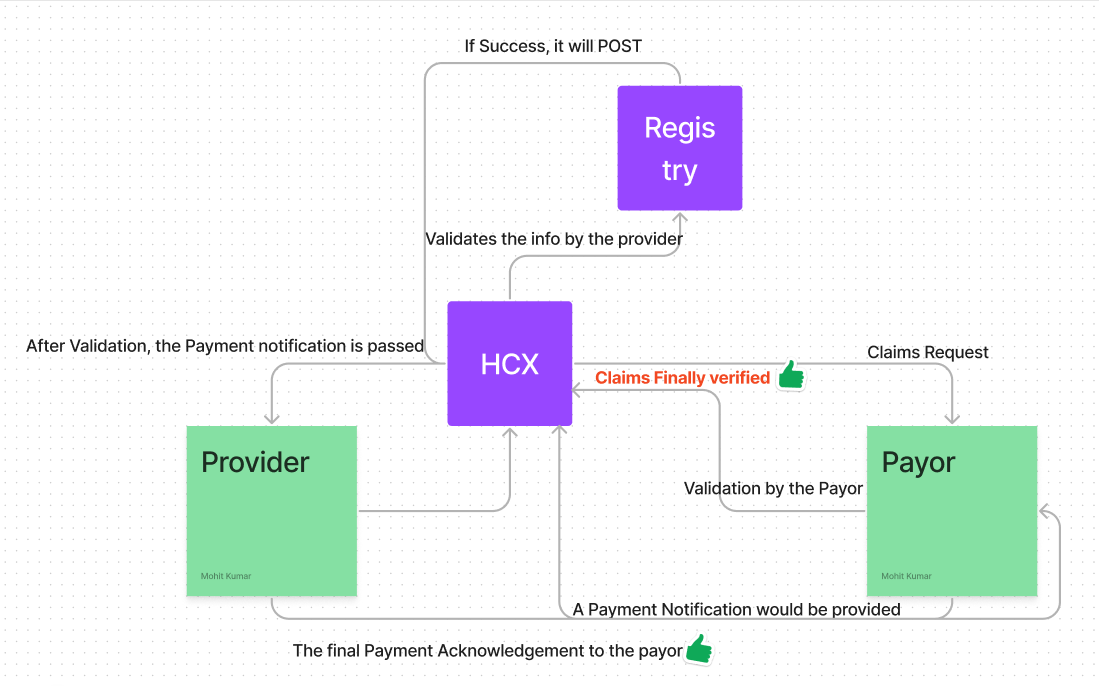 If Success, it will POST
Regis
try
Validates the info by the provider
After Validation, the Payment notification is passed
HCX
Claims Request
Claims Finally verified
Provider
Payor
Validation by the Payor
Mohit Kumar
Mohit Kumar
A Payment Notification would be provided
The final Payment Acknowledgement to the payor